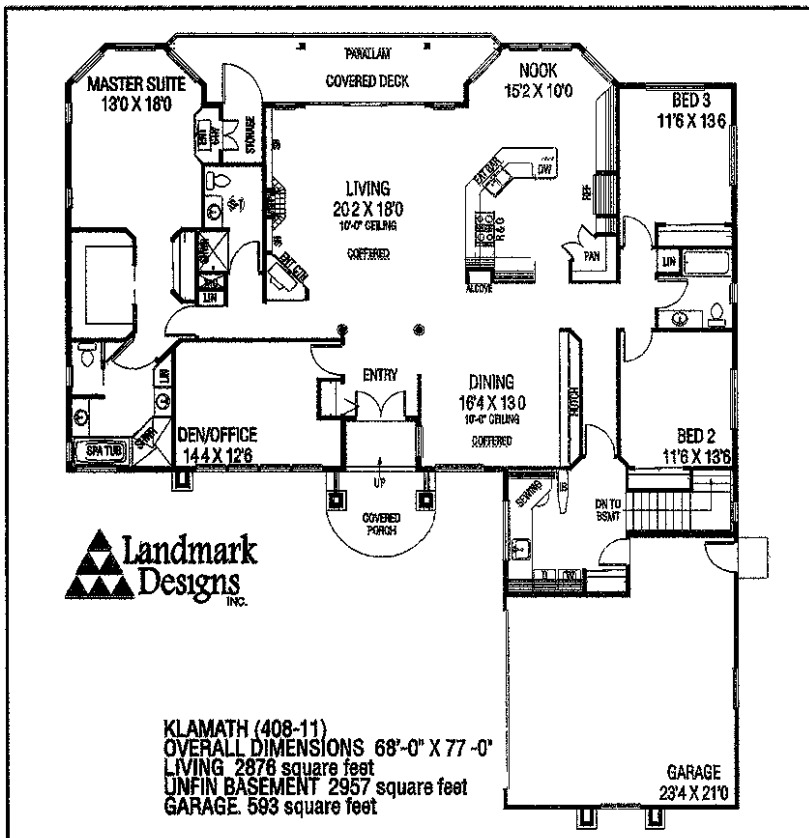 PARALLAM
COVERED DECK
MASTER SUITE
13'0 X 18'0
NOOK
15'2 X 10'0
BED 3
11'6 X 13 6
STORAGE
LIVING
20 2 X 18'0
10'-0" CEILING
COFFERED
EAT BAR
DW
REF
R&O
PAN
ALCOVE
LIN
ENT CTR
LIN
LIN
ENTRY
DINING
16'4 X 13 0
10'-0" CEILING
COFFERED
HUTCH
BED 2
11'6 X 13'6
DEN/OFFICE
14 4 X 12'6
SPA TUB
SHWR
UP
COVERED
PORCH
SEWING
DN TO
BSMT
Landmark
Designs
INC.
KLAMATH (408-11)
OVERALL DIMENSIONS 68'-0" X 77 -0"
LIVING 2876 square feet
UNFIN BASEMENT 2957 square feet
GARAGE. 593 square feet
GARAGE
23'4 X 21'0